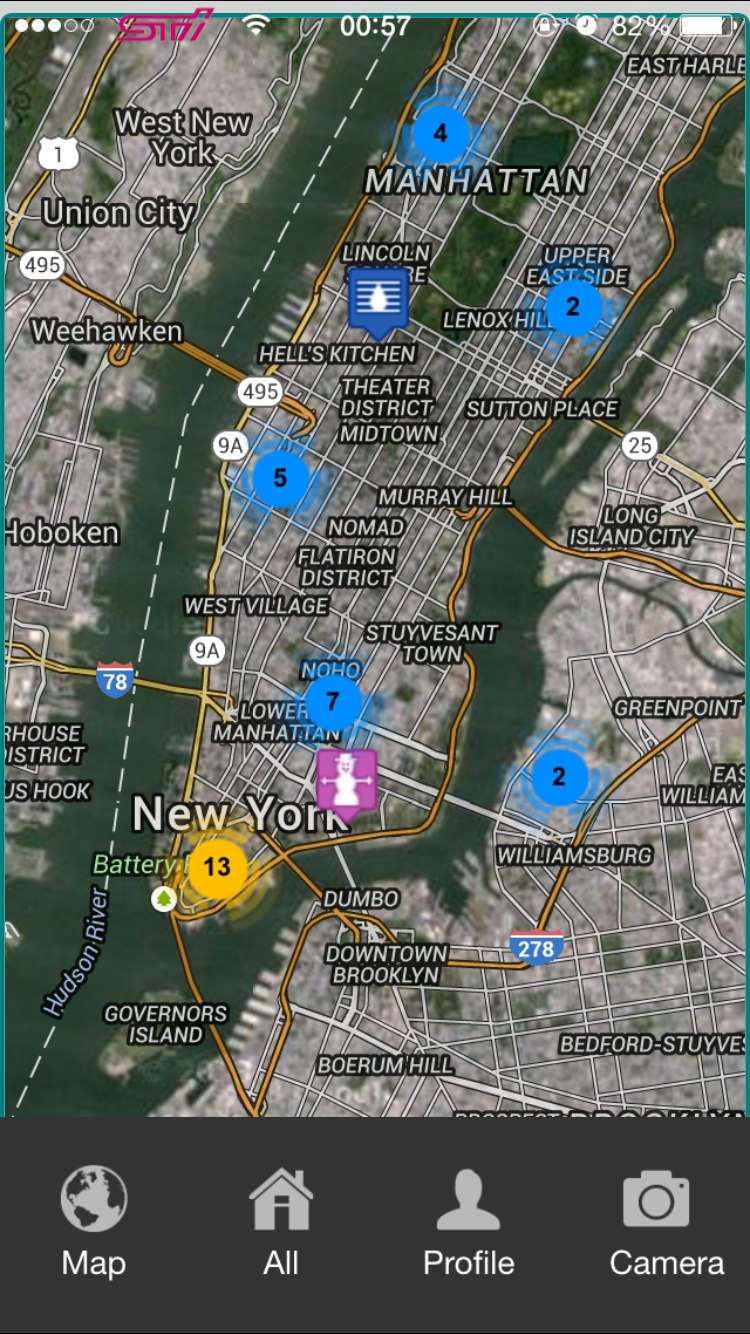 STI 00:57 82%
EAST HARLE
4
West New
York
1
MANHATTAN
Union City
LINCOLN
UPPER
EAST SIDE
495
2
LENOX HILL
Weehawken
HELL'S KITCHEN
THEATER
DISTRICT
495
MIDTOWN
SUTTON PLACE
9A
25
5
MURRAY HILL
Hoboken
NOMAD
LONG
ISLAND CITY
FLATIRON
DISTRICT
WEST VILLAGE
STUYVESANT
TOWN
9A
NOHO
78
7
LOWER
MANHATTAN
GREENPOINT
RHOUSE
ISTRICT
2
EAS
WILLIAM
US HOOK
New York
WILLIAMSBURG
Battery
13
DUMBO
Hudson River
278
DOWNTOWN
BROOKLYN
GOVERNORS
ISLAND
BEDFORD-STUYVES
BOERUM HILL
Map All Profile Camera